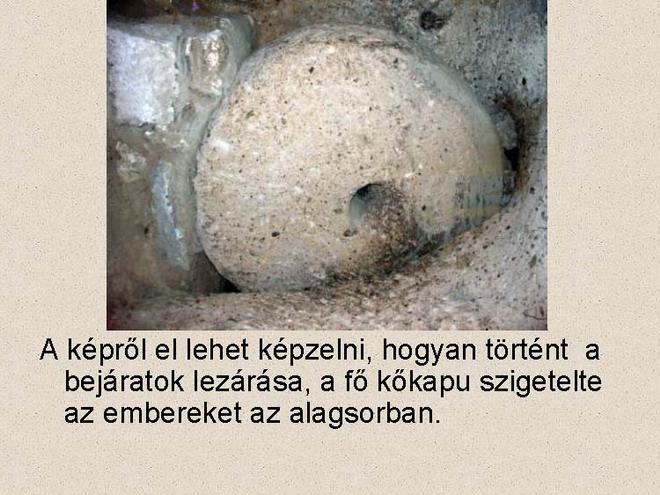 A képről el lehet képzelni, hogyan történt a
bejáratok lezárása, a fő kőkapu szigetelte
az embereket az alagsorban.